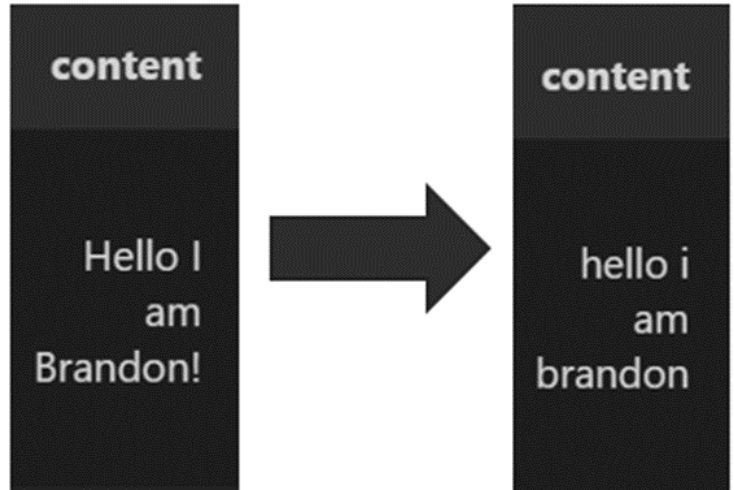 content
Hello I
am
Brandon!
content
hello i
am
brandon